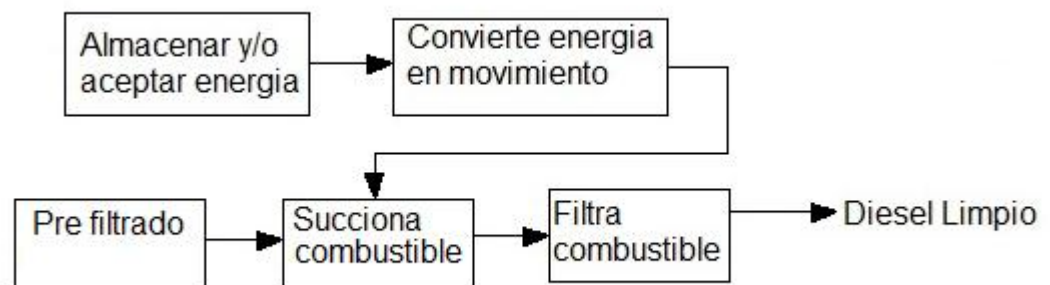 Almacenar y/o
aceptar energia
Convierte energia
en movimiento
Pre filtrado
Succiona
combustible
Filtra
combustible
Diesel Limpio